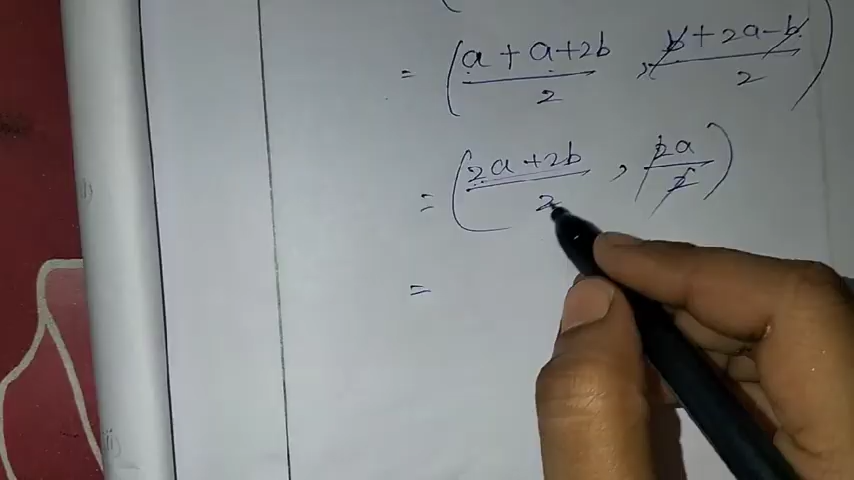 = ( a + a + 2b / 2 , b + 2a - b / 2 )
= ( 2a + 2b / 2 , 2a / 2 )
=